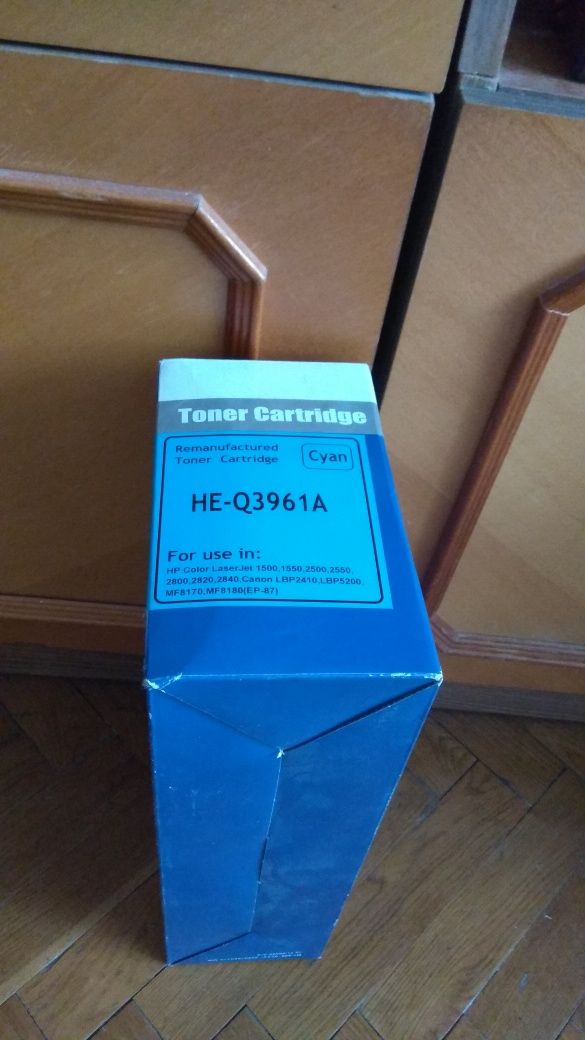 Toner Cartridge
Remanufactured
Toner Cartridge
Cyan
HE-Q3961A
For use in:
HP Color LaserJet 1500,1550,2500,2550,
2800,2820,2840,Canon LBP2410,LBP5200,
MF8170,MF8180(EP-87)